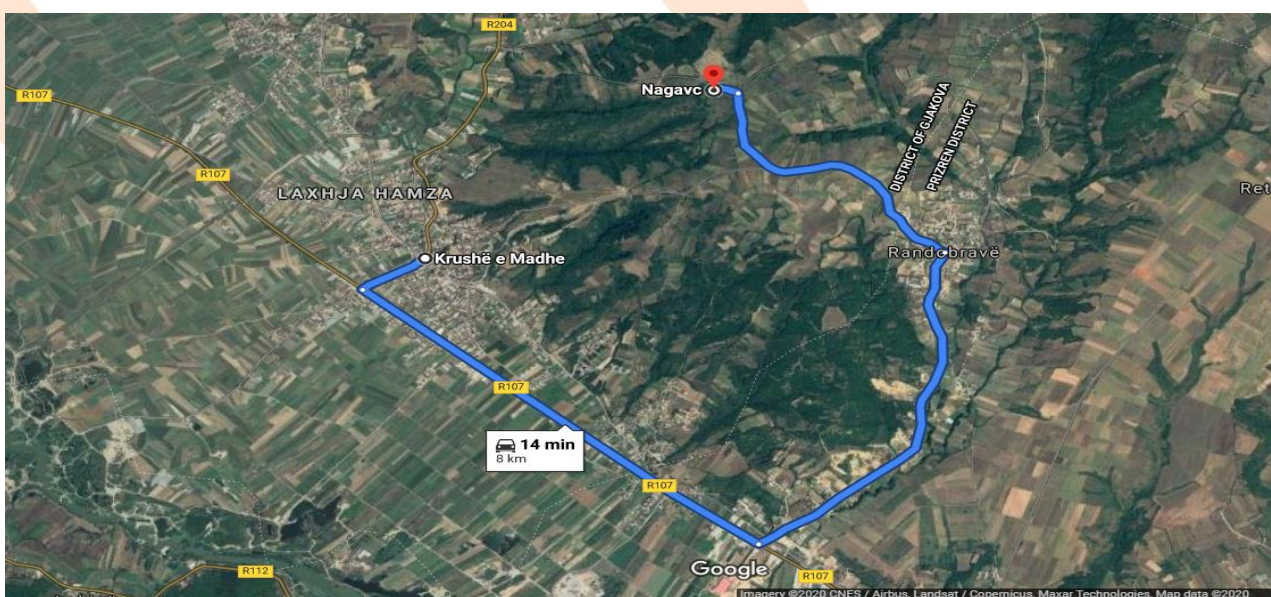 R204
Nagavc
R107
DISTRICT OF GJAKOVA
PRIZREN DISTRICT
R107
LAXHJA HAMZA
Krushë e Madhe
Randobravë
R107
14 min
8 km
R107
R112
Google
R107
Imagery ©2020 CNES / Airbus, Landsat / Copernicus, Maxar Technologies, Map data ©2020